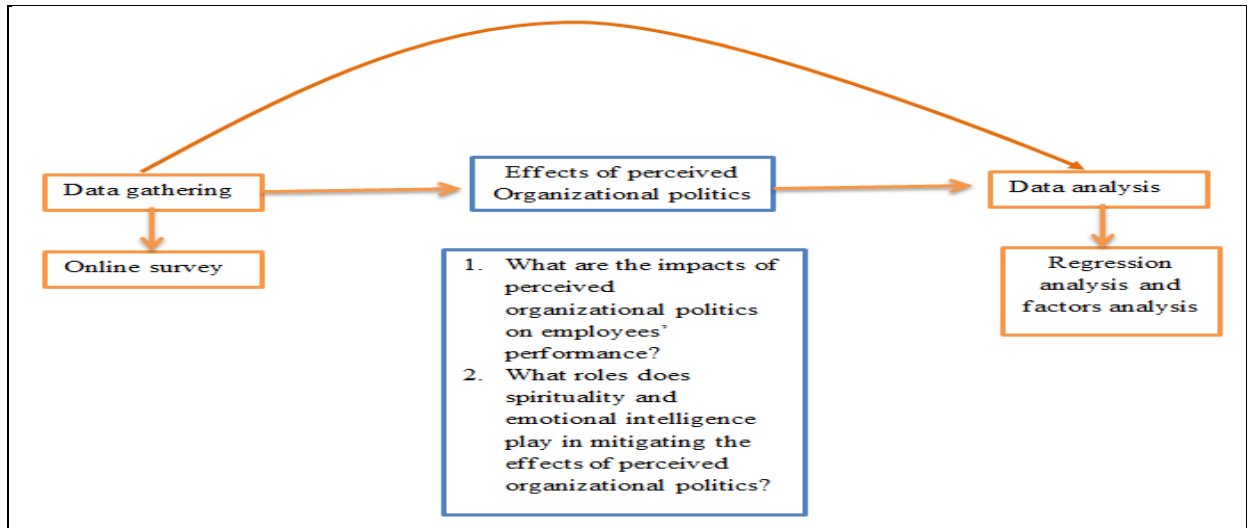 Data gathering
Online survey
Effects of perceived
Organizational politics
1. What are the impacts of
perceived
organizational politics
on employees'
performance?
2. What roles does
spirituality and
emotional intelligence
play in mitigating the
effects of perceived
organizational politics?
Data analysis
Regression
analysis and
factors analysis